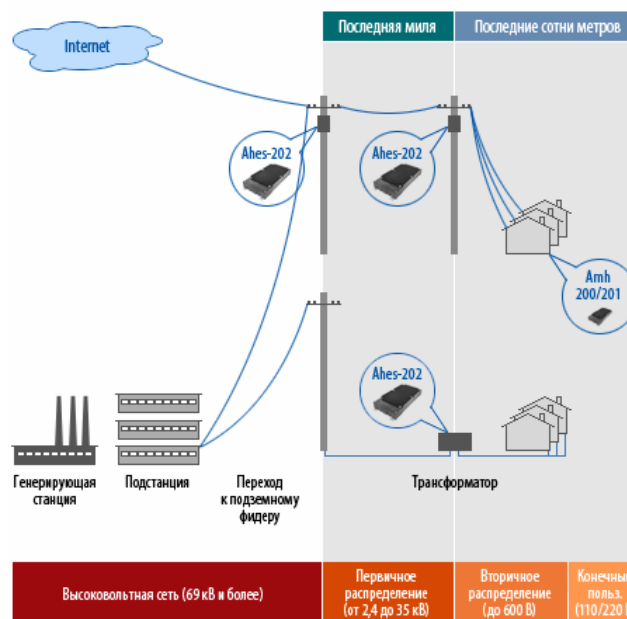 Последняя миля
Последние сотни метров
Internet
Ahes-202
Ahes-202
Amh
200/201
Ahes-202
Генерирующая
станция
Подстанция
Переход
к подземному
фидеру
Трансформатор
Высоковольтная сеть (69 кВ и более)
Первичное
распределение
(от 2,4 до 35 кВ)
Вторичное
распределение
(до 600 В)
Конечный
польз.
(110/220